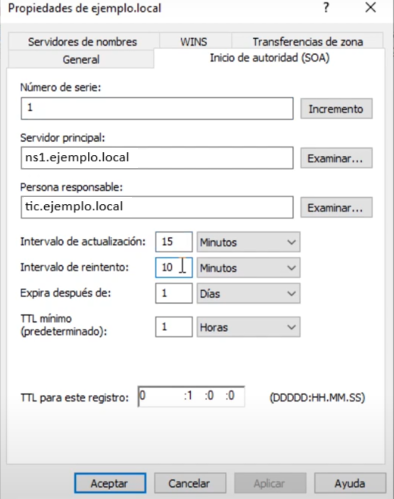 Propiedades de ejemplo.local ? ×
Servidores de nombres WINS Transferencias de zona
General Inicio de autoridad (SOA)
Número de serie:
1 Incremento
Servidor principal:
ns1.ejemplo.local Examinar...
Persona responsable:
tic.ejemplo.local Examinar...
Intervalo de actualización: 15 Minutos
Intervalo de reintento: 10 Minutos
Expira después de: 1 Días
TTL mínimo
(predeterminado): 1 Horas
TTL para este registro: 0 :1 :0 :0 (DDDDD:HH.MM.SS)
Aceptar Cancelar Aplicar Ayuda